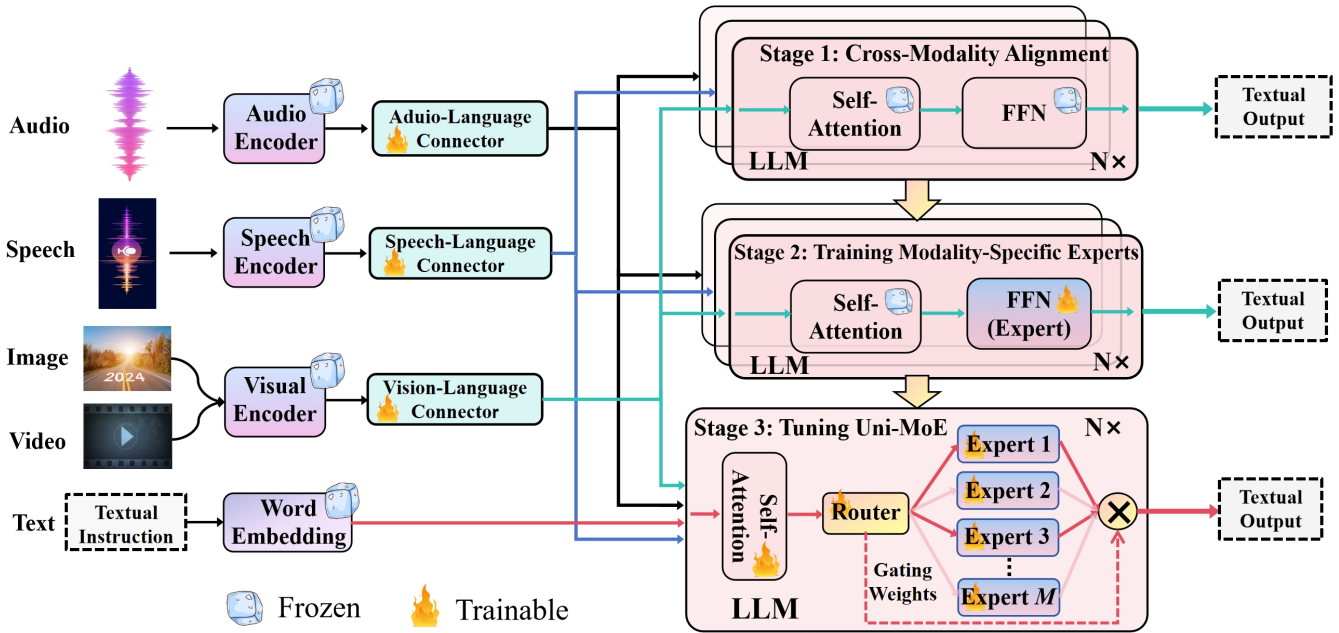 Audio
Audio
Encoder
Aduio-Language
Connector
Speech
Speech
Encoder
Speech-Language
Connector
Image
2024
Video
Visual
Encoder
Vision-Language
Connector
Text
Textual
Instruction
Word
Embedding
Frozen
Trainable
Stage 1: Cross-Modality Alignment
Self-
Attention
FFN
LLM
N×
Textual
Output
Stage 2: Training Modality-Specific Experts
Self-
Attention
FFN
(Expert)
LLM
N×
Textual
Output
Stage 3: Tuning Uni-MoE
N×
Self-
Attention
Router
Expert 1
Expert 2
Expert 3
Expert M
Gating
Weights
LLM
Textual
Output